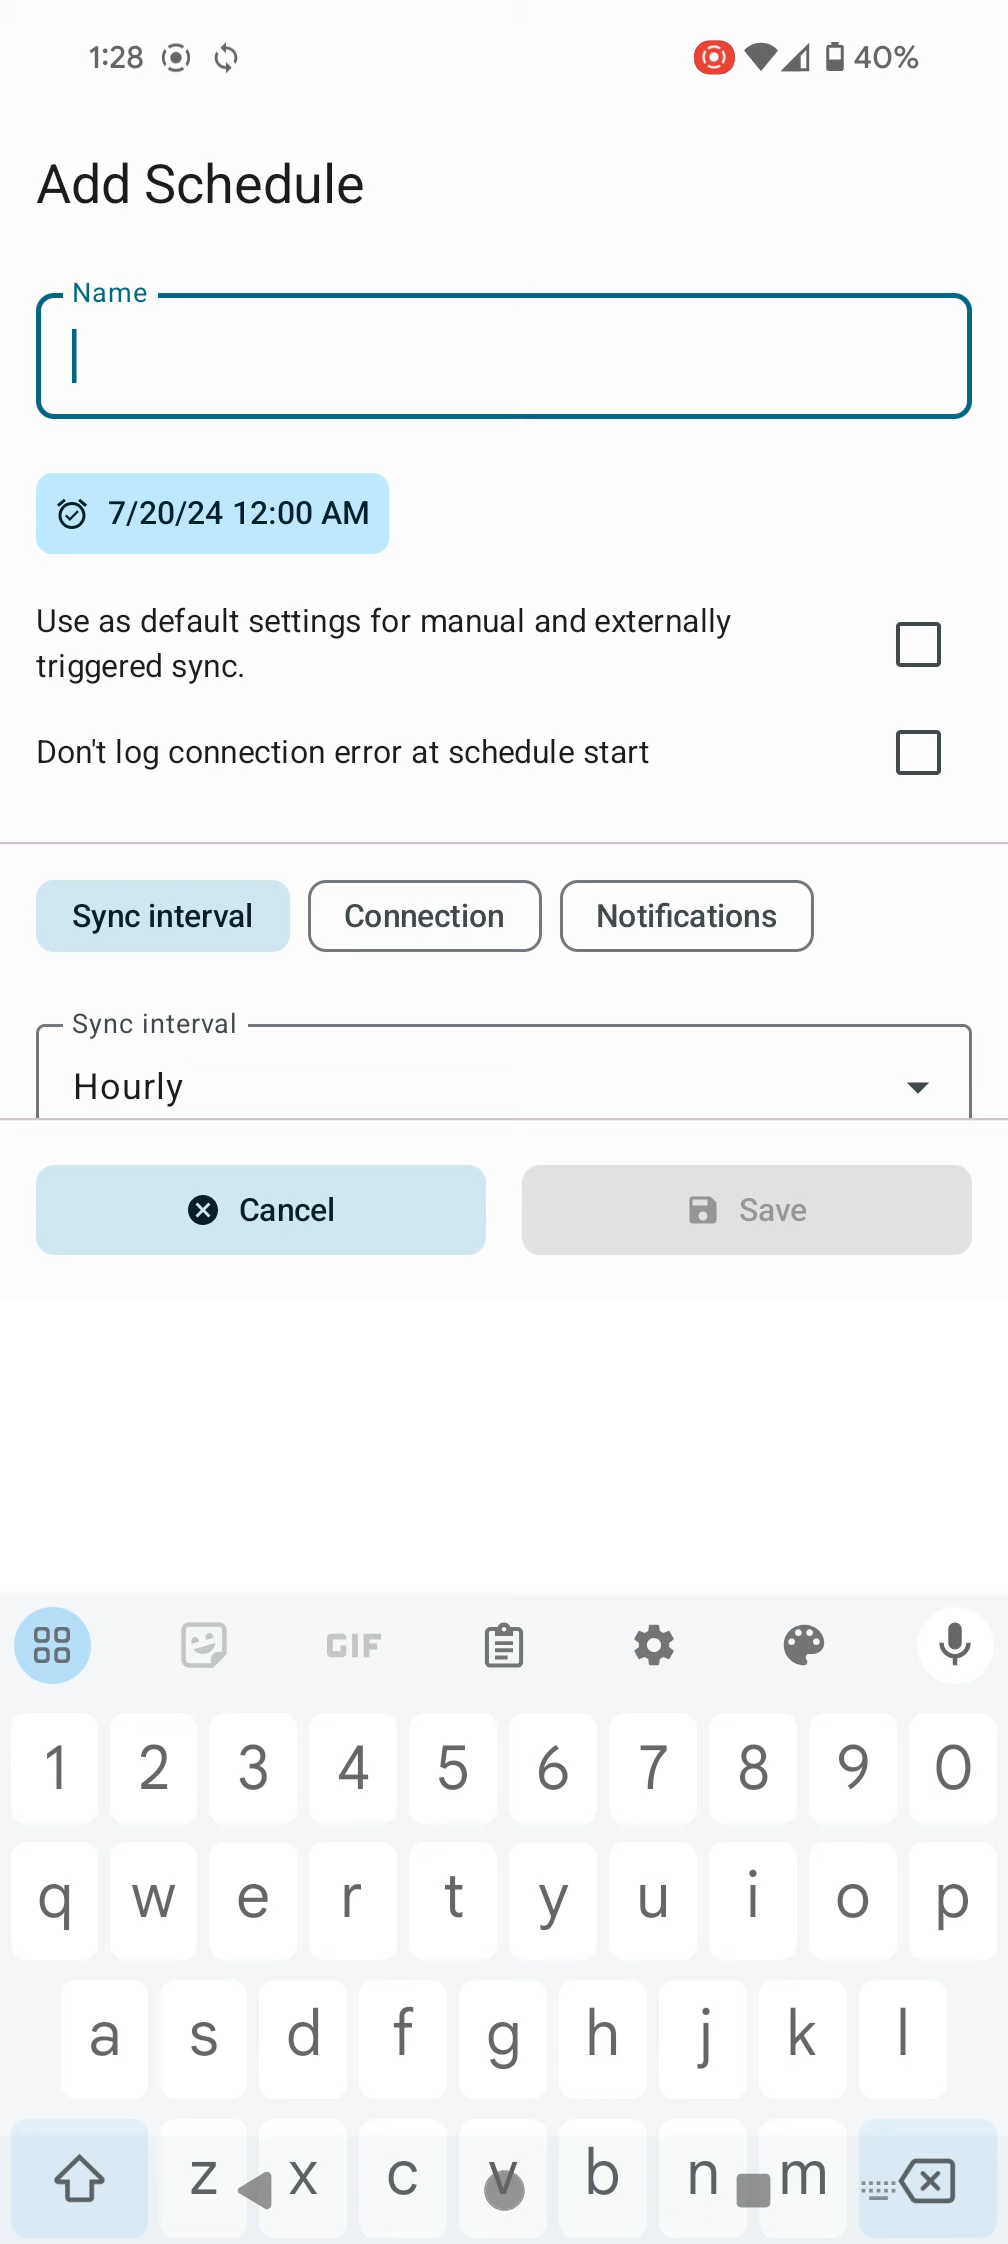 1:28
40%
Add Schedule
Name
7/20/24 12:00 AM
Use as default settings for manual and externally
triggered sync.
Don't log connection error at schedule start
Sync interval
Connection
Notifications
Sync interval
Hourly
Cancel
Save
GIF
1 2 3 4 5 6 7 8 9 0
q w e r t y u i o p
a s d f g h j k l
z x c v b n m